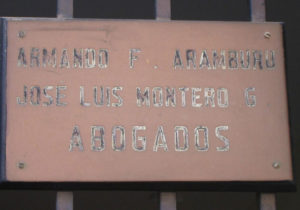 ARMANDO F. ARAMBURU
JOSE LUIS MONTERO G
ABOGADOS